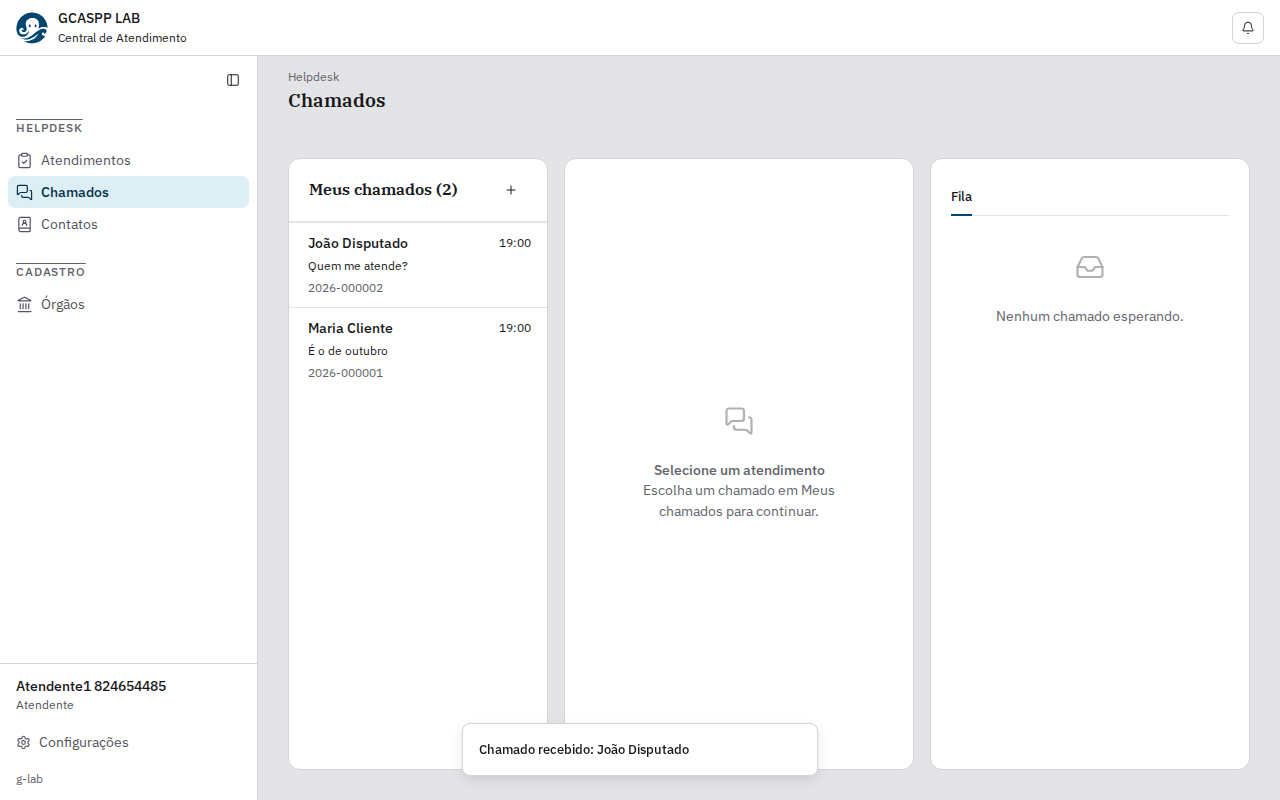 GCASPP LAB
Central de Atendimento
HELPDESK
Atendimentos
Chamados
Contatos
CADASTRO
Órgãos
Atendente1 824654485
Atendente
Configurações
g-lab
Helpdesk
Chamados
Meus chamados (2)
João Disputado 19:00
Quem me atende?
2026-000002
Maria Cliente 19:00
É o de outubro
2026-000001
Selecione um atendimento
Escolha um chamado em Meus
chamados para continuar.
Fila
Nenhum chamado esperando.
Chamado recebido: João Disputado